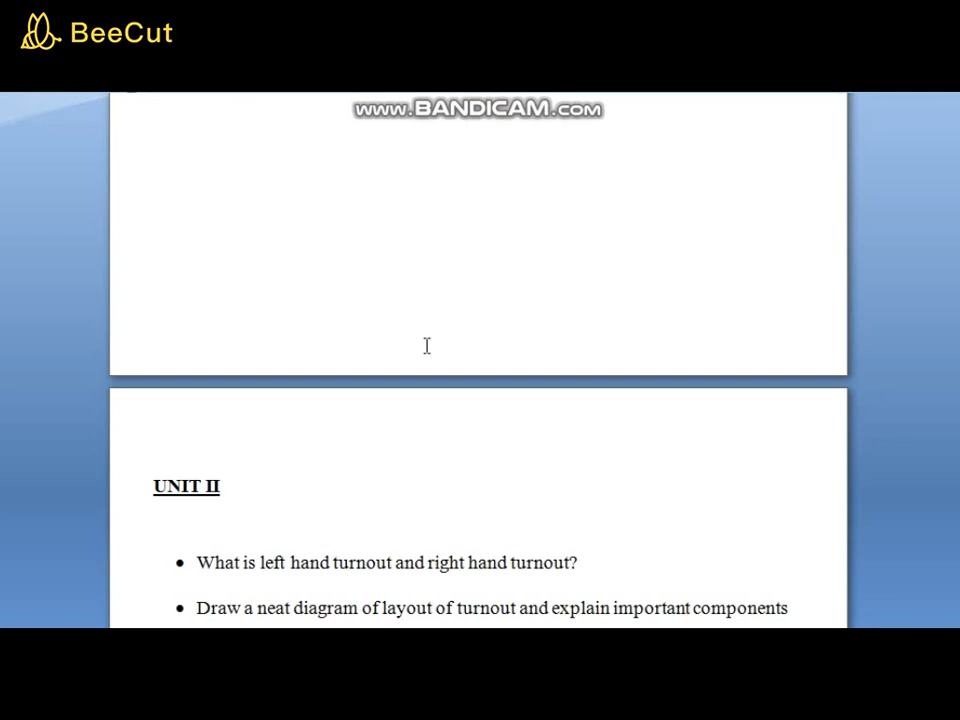 BeeCut
www.BANDICAM.com
UNIT II
• What is left hand turnout and right hand turnout?
• Draw a neat diagram of layout of turnout and explain important components